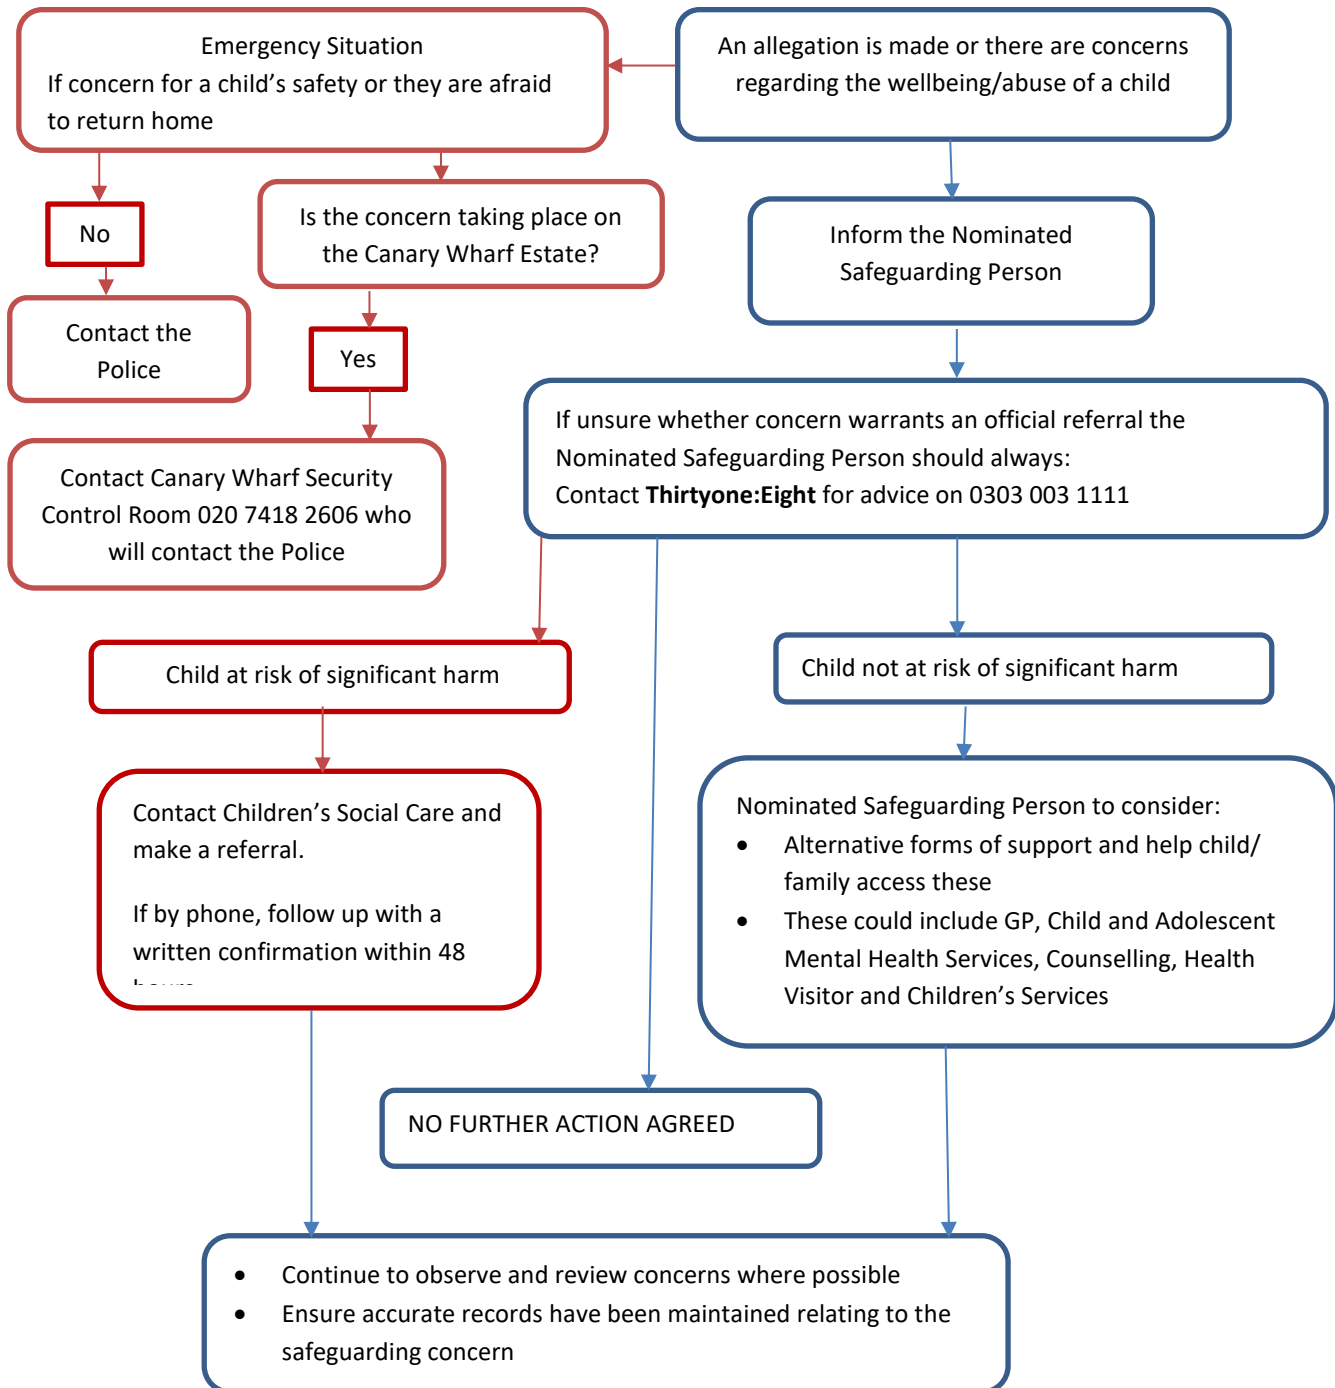 Emergency Situation
If concern for a child’s safety or they are afraid
to return home
An allegation is made or there are concerns
regarding the wellbeing/abuse of a child
No
Is the concern taking place on
the Canary Wharf Estate?
Inform the Nominated
Safeguarding Person
Contact the
Police
Yes
If unsure whether concern warrants an official referral the
Nominated Safeguarding Person should always:
Contact Thirtyone:Eight for advice on 0303 003 1111
Contact Canary Wharf Security
Control Room 020 7418 2606 who
will contact the Police
Child at risk of significant harm
Child not at risk of significant harm
Contact Children’s Social Care and
make a referral.
If by phone, follow up with a
written confirmation within 48
Nominated Safeguarding Person to consider:
• Alternative forms of support and help child/
family access these
• These could include GP, Child and Adolescent
Mental Health Services, Counselling, Health
Visitor and Children’s Services
NO FURTHER ACTION AGREED
• Continue to observe and review concerns where possible
• Ensure accurate records have been maintained relating to the
safeguarding concern